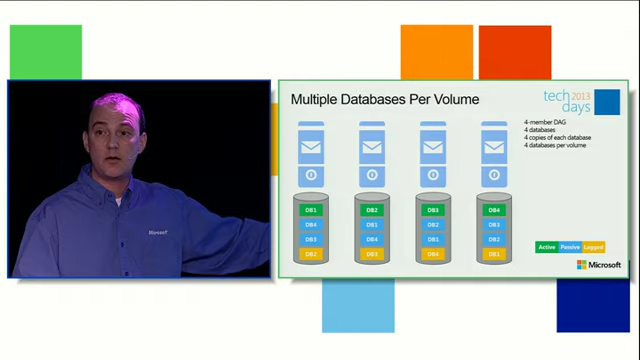 Multiple Databases Per Volume
tech 2013
days
4-member DAG
4 databases
4 copies of each database
4 databases per volume
DB1
DB4
DB3
DB2
DB2
DB1
DB4
DB3
DB3
DB2
DB1
DB4
DB3
DB2
DB1
Active Passive Lagged
Microsoft
Microsoft